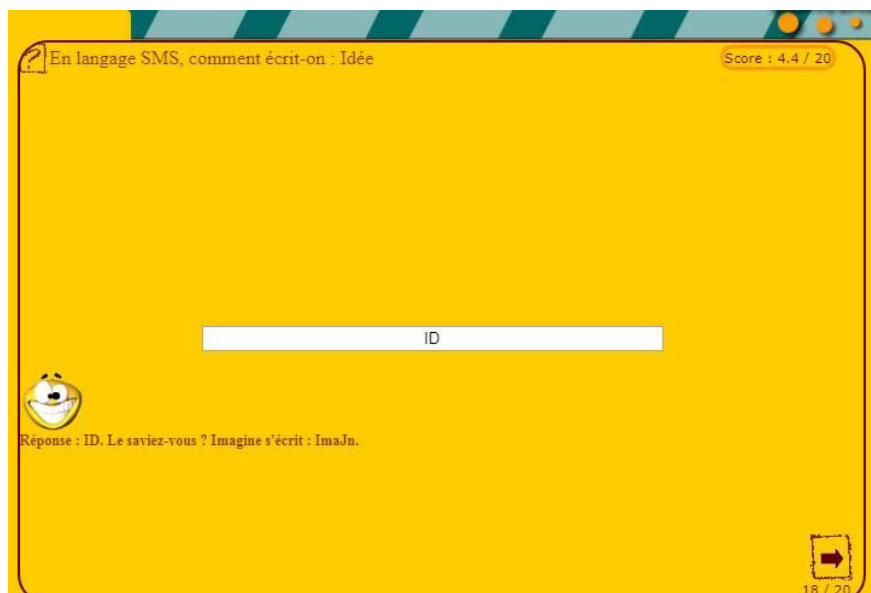 En langage SMS, comment écrit-on : Idée
Score : 4.4 / 20
ID
Réponse : ID. Le saviez-vous ? Imagine s'écrit : ImaJn.
18 / 20